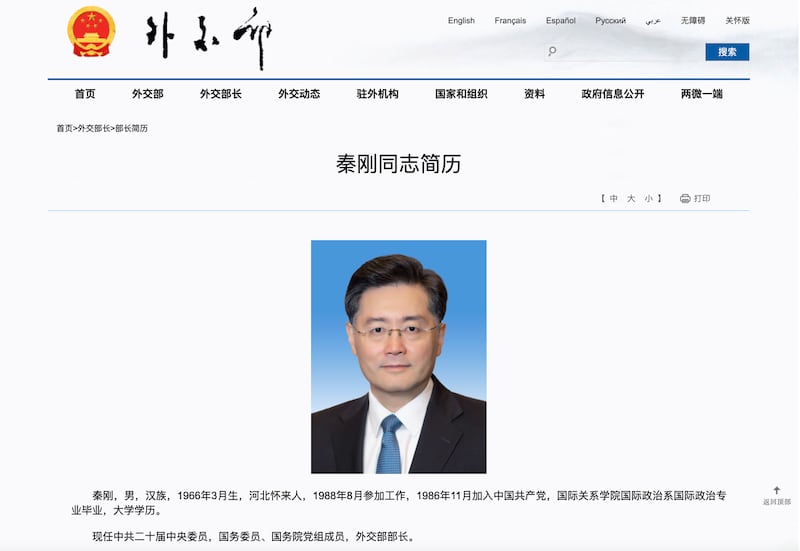 外交部
English Français Español Русский عربي 无障碍 关怀版
搜索
首页 外交部 外交部长 外交动态 驻外机构 国家和组织 资料 政府信息公开 两微一端
首页>外交部长>部长简历
秦刚同志简历
【 中 大 小 】 打印
秦刚，男，汉族，1966年3月生，河北怀来人，1988年8月参加工作，1986年11月加入中国共产党，国际关系学院国际政治系国际政治专
业毕业，大学学历。
现任中共二十届中央委员，国务委员、国务院党组成员，外交部部长。
返回顶部